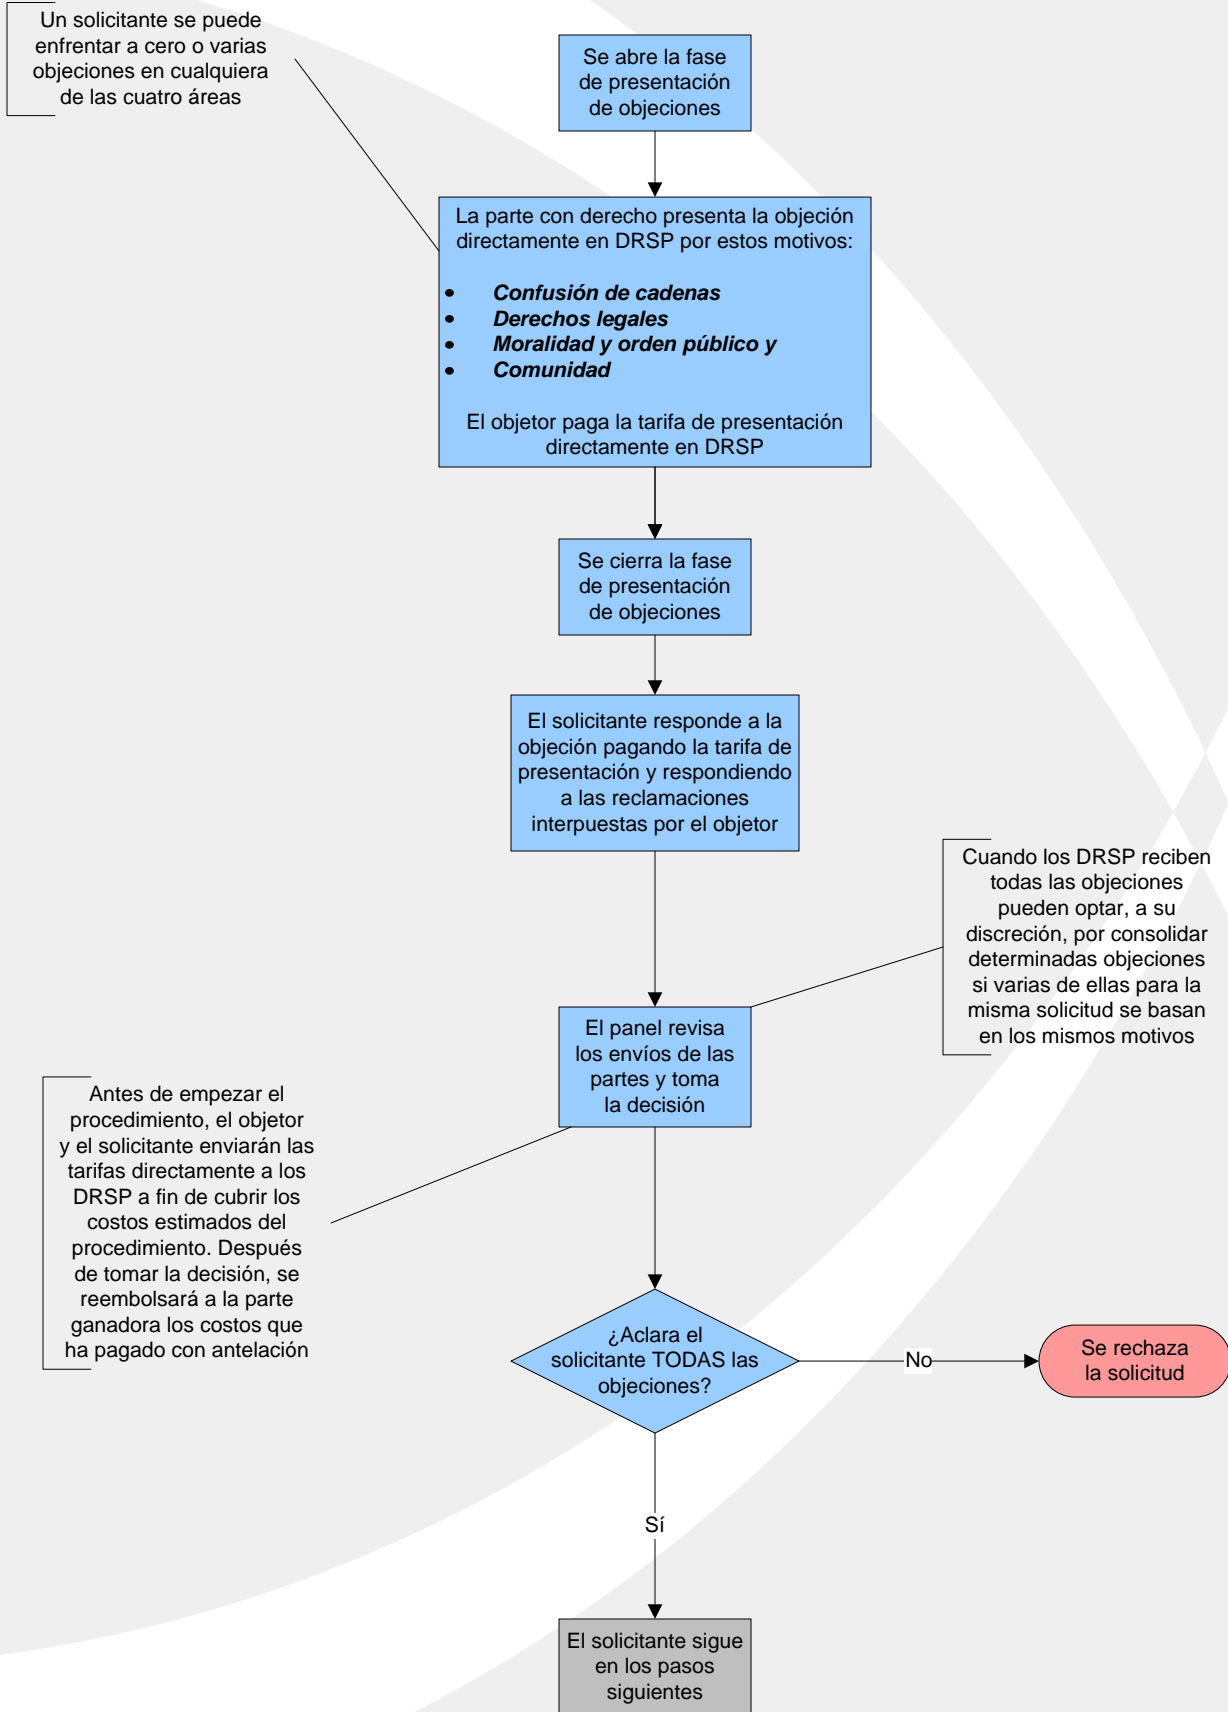 Un solicitante se puede
enfrentar a cero o varias
objeciones en cualquiera
de las cuatro áreas
Se abre la fase
de presentación
de objeciones
La parte con derecho presenta la objeción
directamente en DRSP por estos motivos:
• Confusión de cadenas
• Derechos legales
• Moralidad y orden público y
• Comunidad
El objetor paga la tarifa de presentación
directamente en DRSP
Se cierra la fase
de presentación
de objeciones
El solicitante responde a la
objeción pagando la tarifa de
presentación y respondiendo
a las reclamaciones
interpuestas por el objetor
Cuando los DRSP reciben
todas las objeciones
pueden optar, a su
discreción, por consolidar
determinadas objeciones
si varias de ellas para la
misma solicitud se basan
en los mismos motivos
El panel revisa
los envíos de las
partes y toma
la decisión
Antes de empezar el
procedimiento, el objetor
y el solicitante enviarán las
tarifas directamente a los
DRSP a fin de cubrir los
costos estimados del
procedimiento. Después
de tomar la decisión, se
reembolsará a la parte
ganadora los costos que
ha pagado con antelación
¿Aclara el
solicitante TODAS las
objeciones?
No
Se rechaza
la solicitud
Sí
El solicitante sigue
en los pasos
siguientes